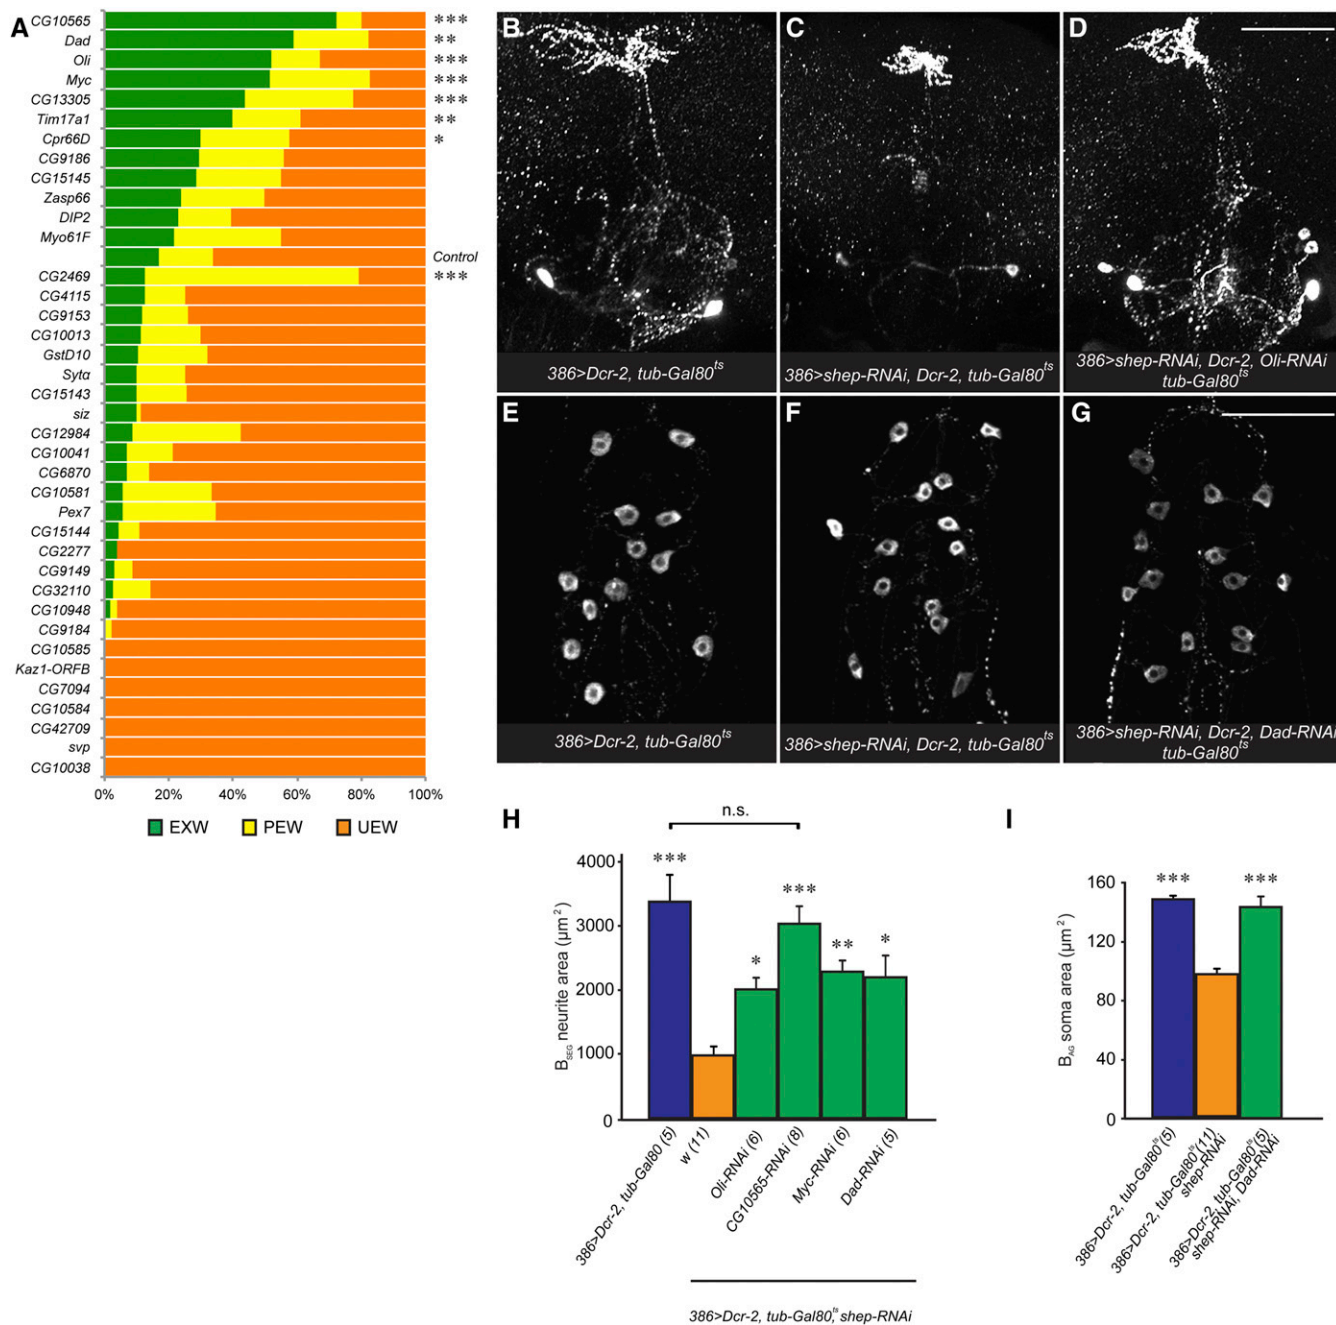 A
CG10565 ***
Dad **
Oli ***
Myc ***
CG13305 ***
Tim17a1 **
Cpr66D *
CG9186
CG15145
Zasp66
DIP2
Myo61F
Control
CG2469 ***
CG4115
CG9153
CG10013
GstD10
Sytα
CG15143
siz
CG12984
CG10041
CG6870
CG10581
Pex7
CG15144
CG2277
CG9149
CG32110
CG10948
CG9184
CG10585
Kaz1-ORFB
CG7094
CG10584
CG42709
svp
CG10038
0% 20% 40% 60% 80% 100%
EXW PEW UEW
B
386>Dcr-2, tub-Gal80ts
C
386>shep-RNAi, Dcr-2, tub-Gal80ts
D
386>shep-RNAi, Dcr-2, Oli-RNAi
tub-Gal80ts
E
386>Dcr-2, tub-Gal80ts
F
386>shep-RNAi, Dcr-2, tub-Gal80ts
G
386>shep-RNAi, Dcr-2, Dad-RNAi
tub-Gal80ts
H
n.s.
BSEG neurite area (μm2)
4000
3000
2000
1000
0
*** * *** ** *
386>Dcr-2, tub-Gal80 (5)
w (11)
Oli-RNAi (6)
CG10565-RNAi (8)
Myc-RNAi (6)
Dad-RNAi (5)
386>Dcr-2, tub-Gal80,ts shep-RNAi
I
BAG soma area (μm2)
160
120
80
40
0
*** ***
386>Dcr-2, tub-Gal80ts (5)
386>Dcr-2, tub-Gal80ts (11)
shep-RNAi
386>Dcr-2, tub-Gal80ts (5)
shep-RNAi, Dad-RNAi